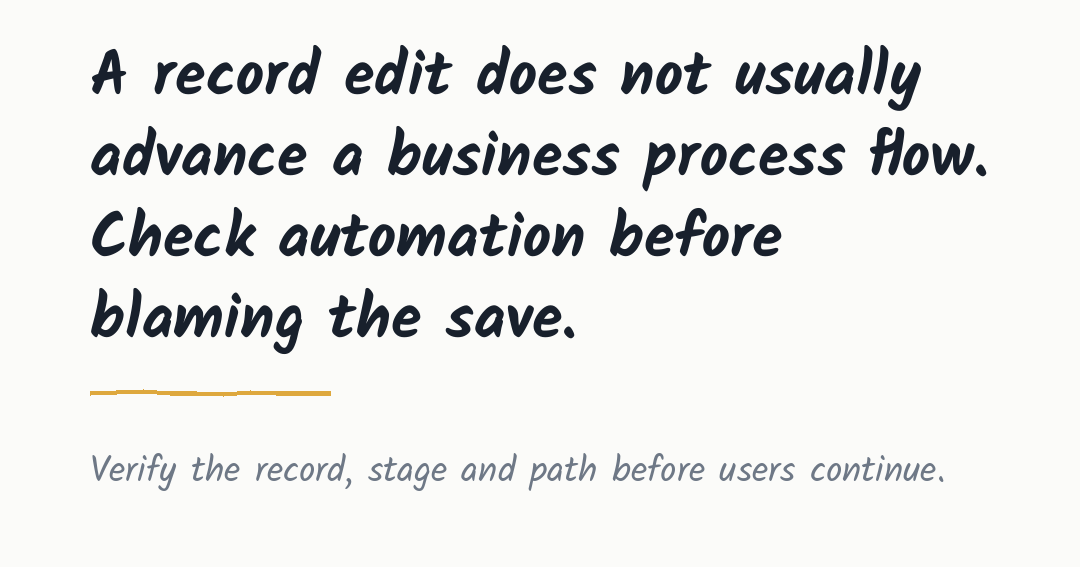 A record edit does not usually
advance a business process flow.
Check automation before
blaming the save.
Verify the record, stage and path before users continue.